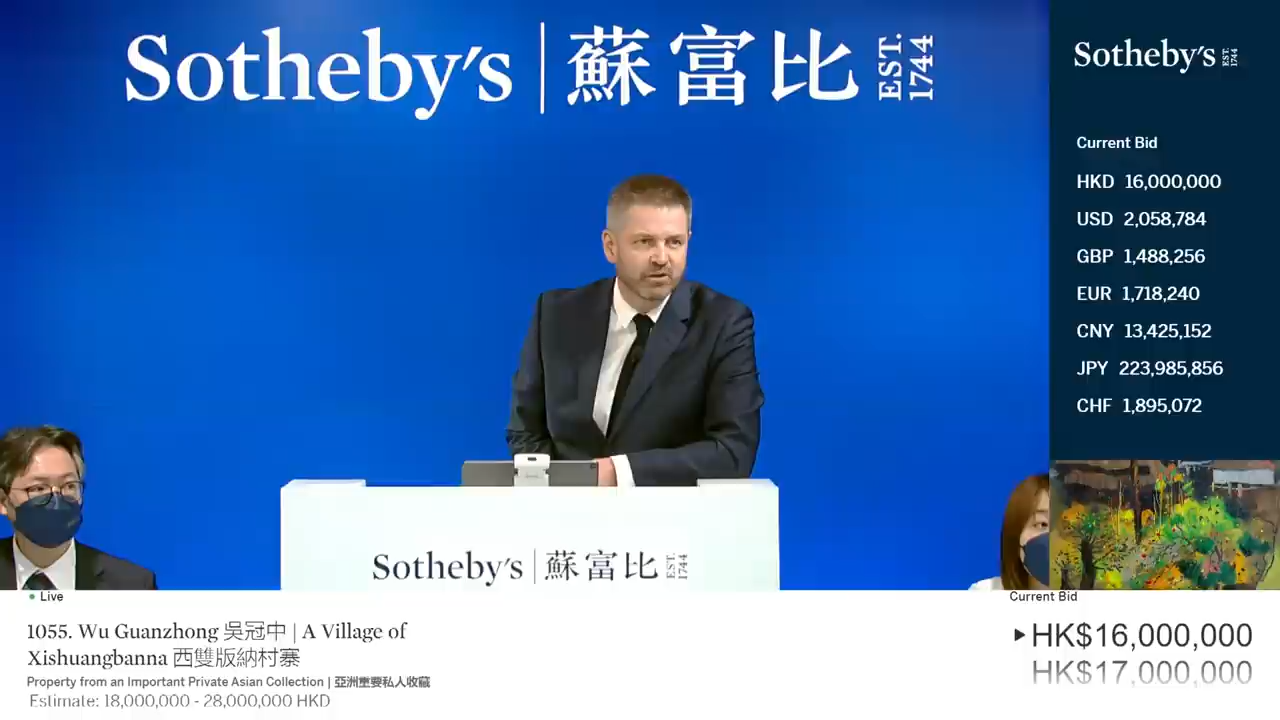 Sotheby's | 蘇富比 EST. 1744
Sotheby's EST. 1744
Current Bid
HKD 16,000,000
USD 2,058,784
GBP 1,488,256
EUR 1,718,240
CNY 13,425,152
JPY 223,985,856
CHF 1,895,072
Sotheby's | 蘇富比 EST. 1744
Live
1055. Wu Guanzhong 吳冠中 | A Village of
Xishuangbanna 西雙版納村寨
Property from an Important Private Asian Collection | 亞洲重要私人收藏
Estimate: 18,000,000 - 28,000,000 HKD
Current Bid
HK$16,000,000
HK$17,000,000